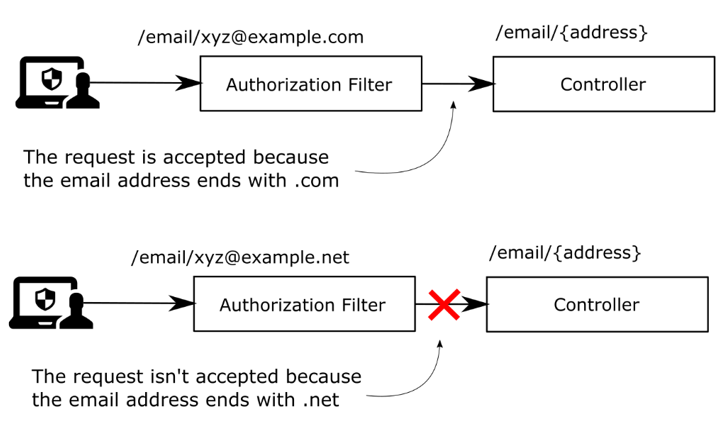 /email/xyz@example.com
/email/{address}
Authorization Filter
Controller
The request is accepted because
the email address ends with .com
/email/xyz@example.net
/email/{address}
Authorization Filter
Controller
The request isn't accepted because
the email address ends with .net